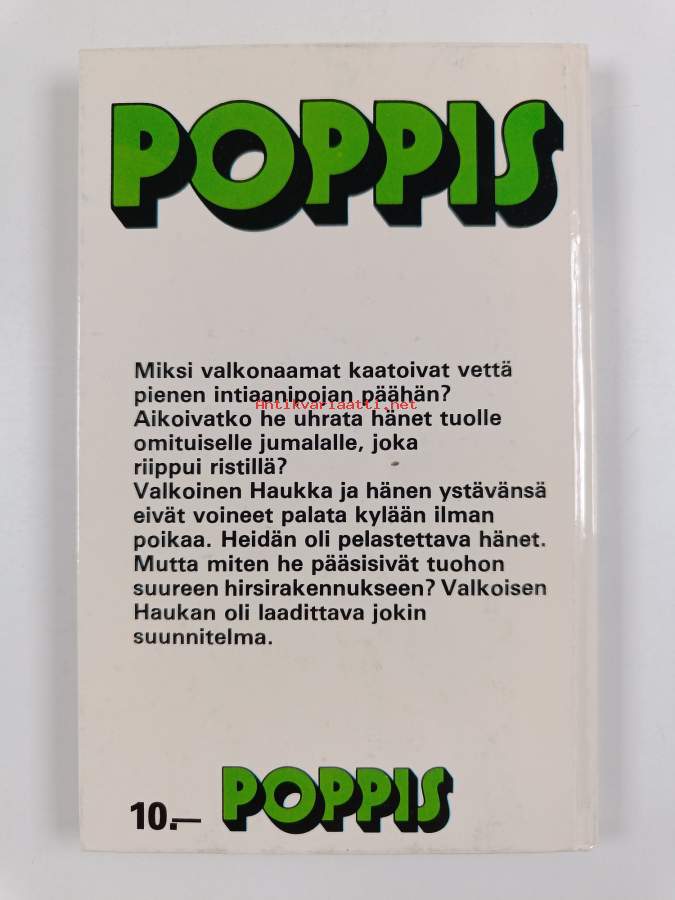 POPPIS
Miksi valkonaamat kaatoivat vettä
pienen intiaanipojan päähän?
Antikvariaatti.net
Aikoivatko he uhrata hänet tuolle
omituiselle jumalalle, joka
riippui ristillä?
Valkoinen Haukka ja hänen ystävänsä
eivät voineet palata kylään ilman
poikaa. Heidän oli pelastettava hänet.
Mutta miten he pääsisivät tuohon
suureen hirsirakennukseen? Valkoisen
Haukan oli laadittava jokin
suunnitelma.
10.— POPPIS